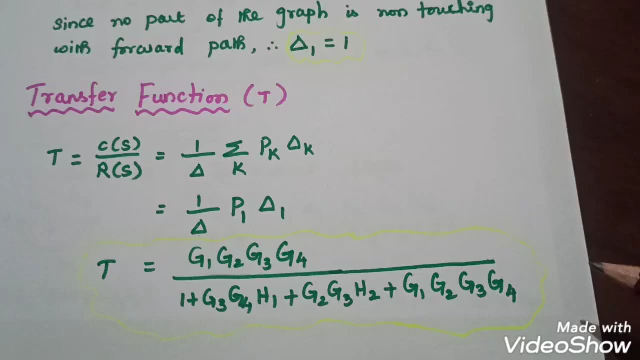 since no part of the graph is non touching
with forward path, ∴ Δ₁ = 1
Transfer Function (T)
T = C(S)/R(S) = 1/Δ Σ_K P_K Δ_K
= 1/Δ P₁ Δ₁
T = G₁G₂G₃G₄ / 1+G₃G₄H₁+G₂G₃H₂+G₁G₂G₃G₄
Made with
VideoShow